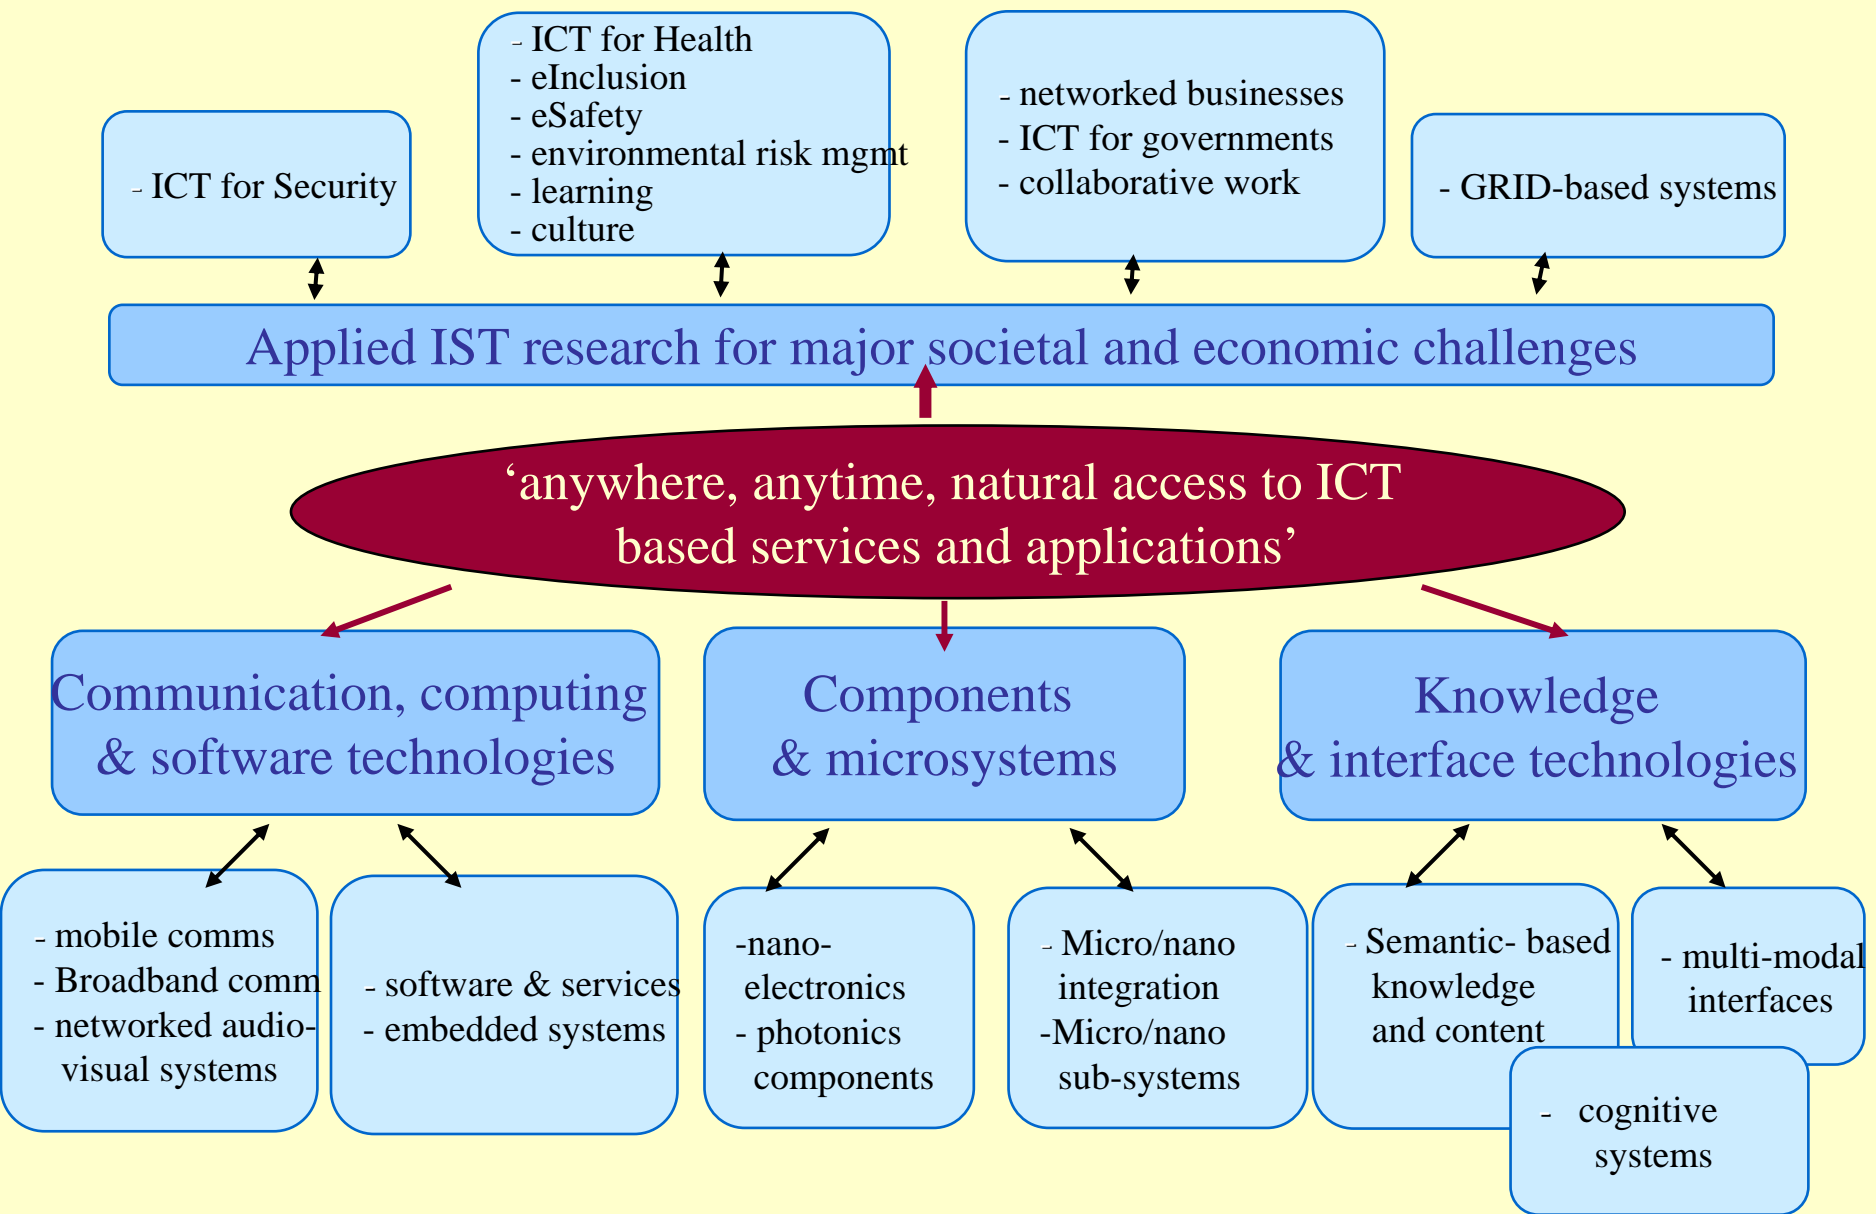 - ICT for Security
- ICT for Health
- eInclusion
- eSafety
- environmental risk mgmt
- learning
- culture
- networked businesses
- ICT for governments
- collaborative work
- GRID-based systems
Applied IST research for major societal and economic challenges
‘anywhere, anytime, natural access to ICT
based services and applications’
Communication, computing
& software technologies
Components
& microsystems
Knowledge
& interface technologies
- mobile comms
- Broadband comm
- networked audio-
visual systems
- software & services
- embedded systems
-nano-
electronics
- photonics
components
- Micro/nano
integration
-Micro/nano
sub-systems
- Semantic- based
knowledge
and content
- multi-modal
interfaces
- cognitive
systems